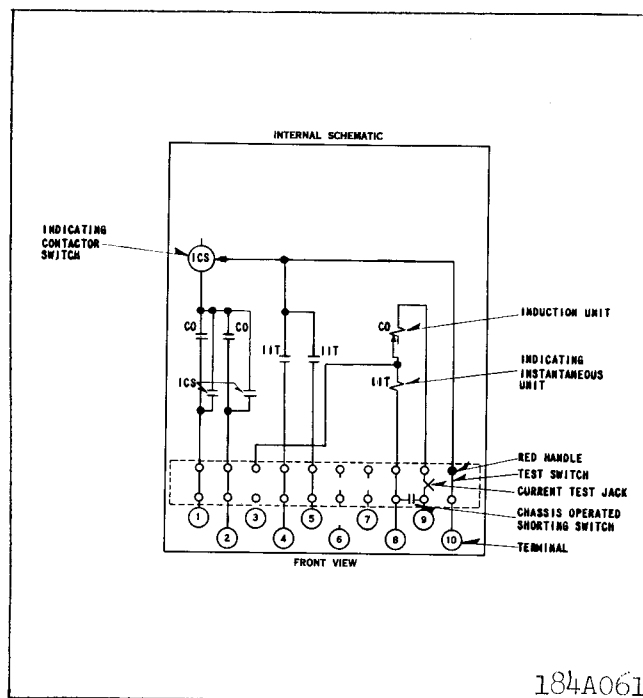 INTERNAL SCHEMATIC
INDICATING
CONTACTOR
SWITCH
ICS
CO
CO
IIT
IIT
CO
INDUCTION UNIT
IIT
INDICATING
INSTANTANEOUS
UNIT
ICS
RED HANDLE
TEST SWITCH
CURRENT TEST JACK
CHASSIS OPERATED
SHORTING SWITCH
TERMINAL
1
2
3
4
5
6
7
8
9
10
FRONT VIEW
184A061